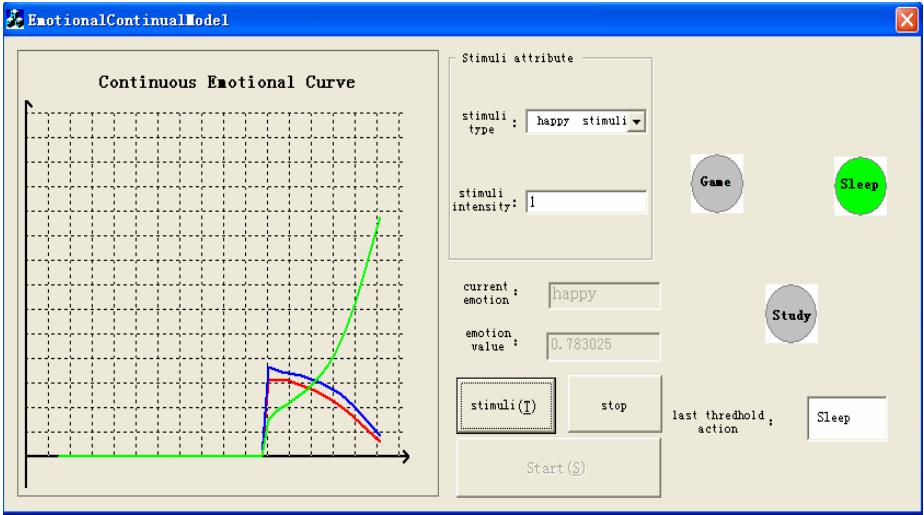 EmotionalContinualModel
Continuous Emotional Curve
Stimuli attribute
stimuli
type :
happy stimuli
stimuli
intensity:
1
Game
Sleep
current
emotion :
happy
emotion
value :
0.783025
Study
stimuli(T)
stop
last thredhold
action :
Sleep
Start(S)